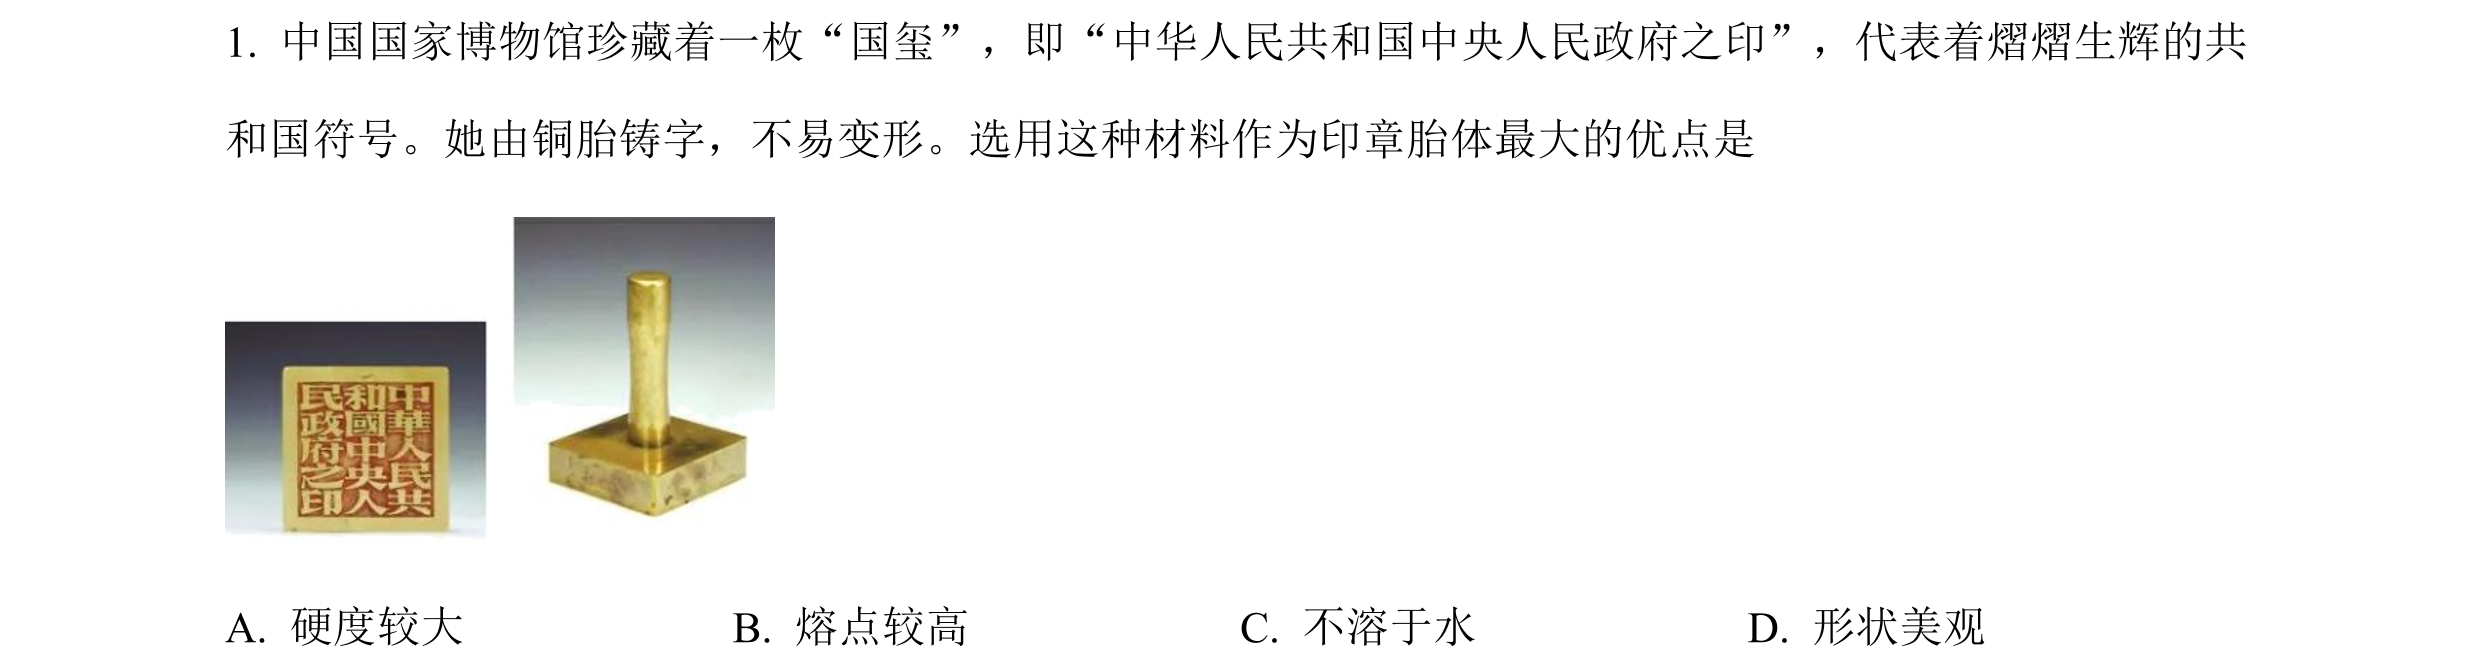 1. 中国国家博物馆珍藏着一枚“国玺”，即“中华人民共和国中央人民政府之印”，代表着熠熠生辉的共
和国符号。她由铜胎铸字，不易变形。选用这种材料作为印章胎体最大的优点是
中華人民共
和國中央人
民政府之印
A. 硬度较大 B. 熔点较高 C. 不溶于水 D. 形状美观